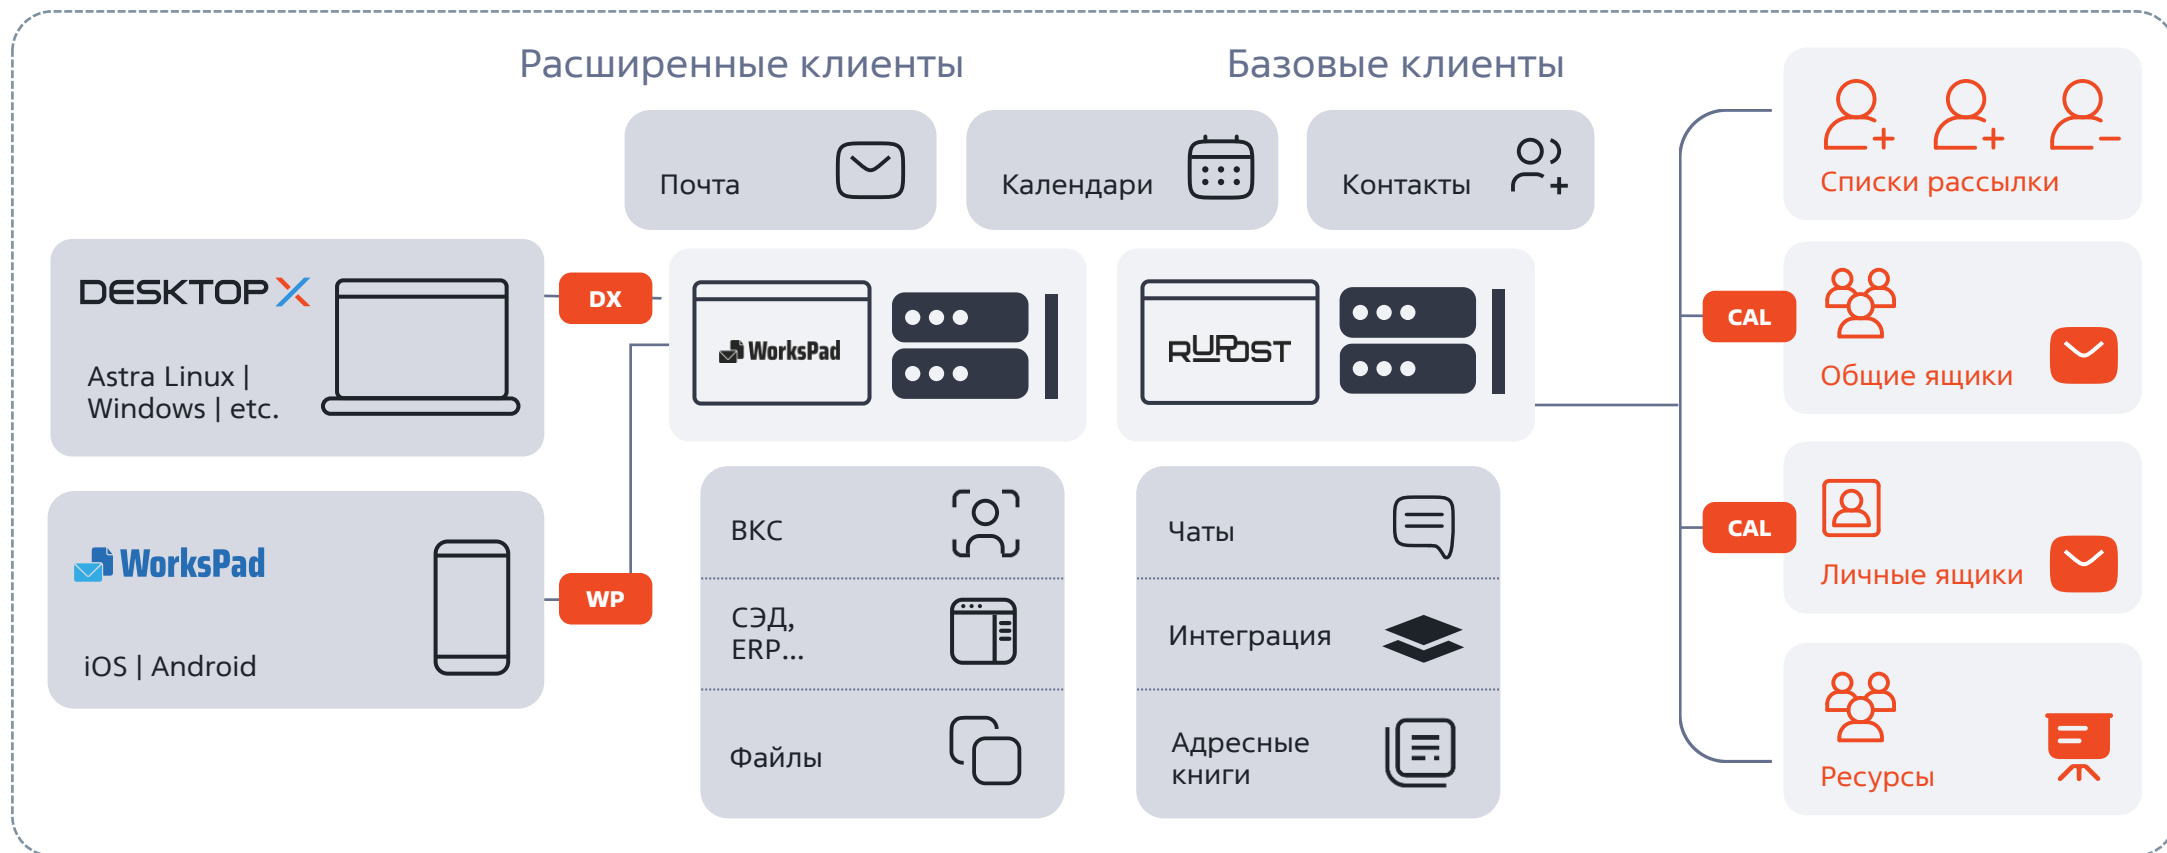 Расширенные клиенты
Базовые клиенты
Почта
Календари
Контакты
Списки рассылки
DESKTOPX
Astra Linux |
Windows | etc.
DX
WorksPad
RUPOST
CAL
Общие ящики
WorksPad
iOS | Android
WP
ВКС
СЭД,
ERP...
Файлы
Чаты
Интеграция
Адресные
книги
CAL
Личные ящики
Ресурсы